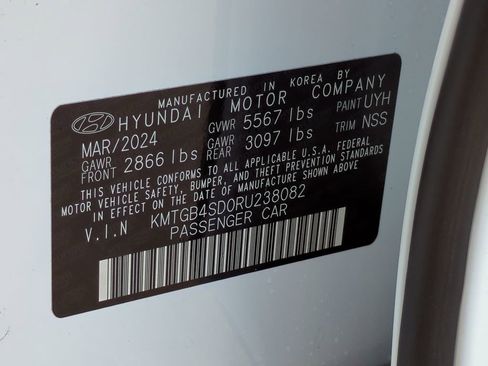 MANUFACTURED IN KOREA BY
HYUNDAI MOTOR COMPANY
MAR/2024 GVWR 5567 lbs PAINT UYH
GAWR FRONT 2866 lbs GAWR REAR 3097 lbs TRIM NSS
THIS VEHICLE CONFORMS TO ALL APPLICABLE U.S.A. FEDERAL
MOTOR VEHICLE SAFETY, BUMPER, AND THEFT PREVENTION STANDARDS
IN EFFECT ON THE DATE OF MANUFACTURE SHOWN ABOVE
V.I.N KMTGB4SD0RU238082
PASSENGER CAR